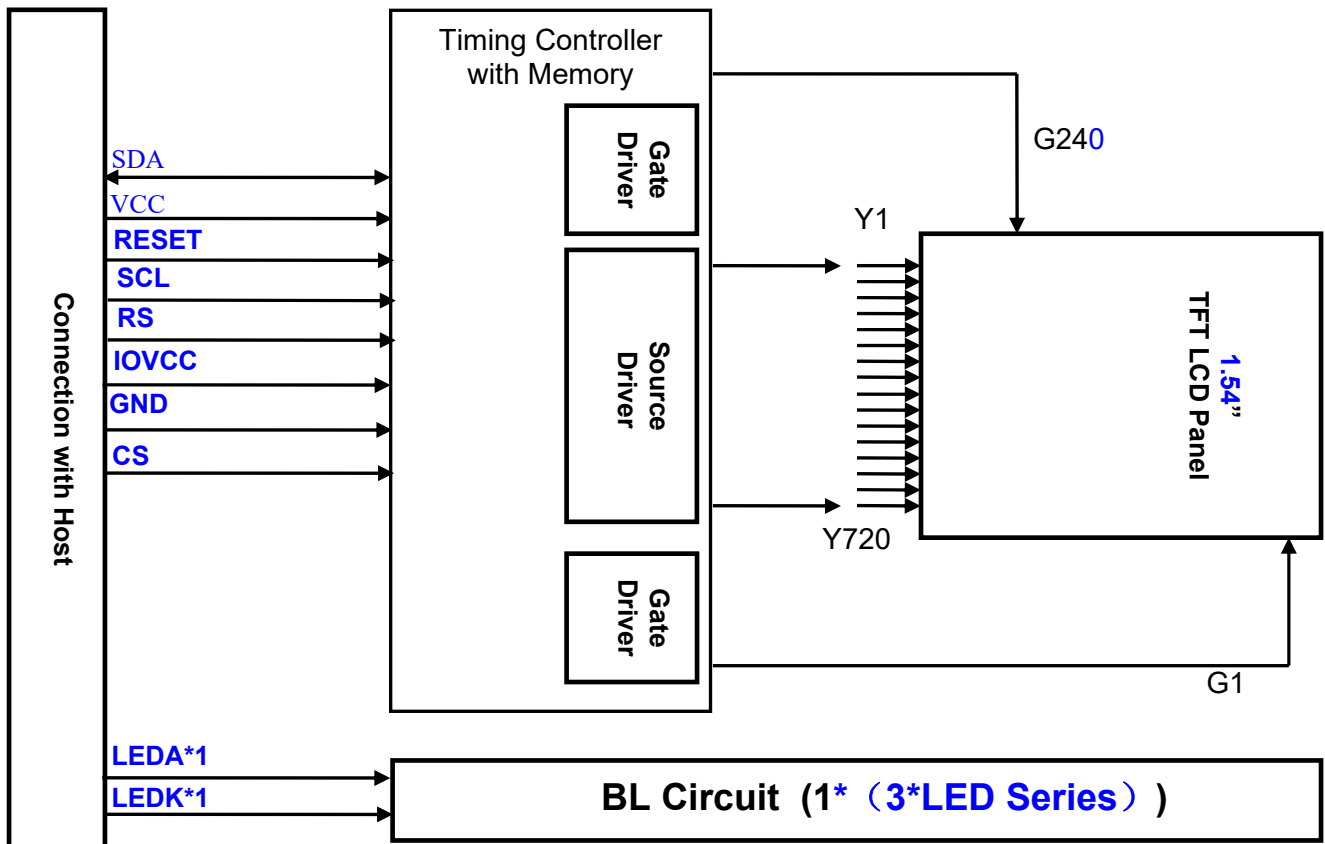 Timing Controller
with Memory
Gate
Driver
G240
SDA
VCC
RESET
SCL
RS
IOVCC
GND
CS
Connection with Host
Source
Driver
Y1
Y720
1.54”
TFT LCD Panel
Gate
Driver
G1
LEDA*1
LEDK*1
BL Circuit (1*（3*LED Series）)